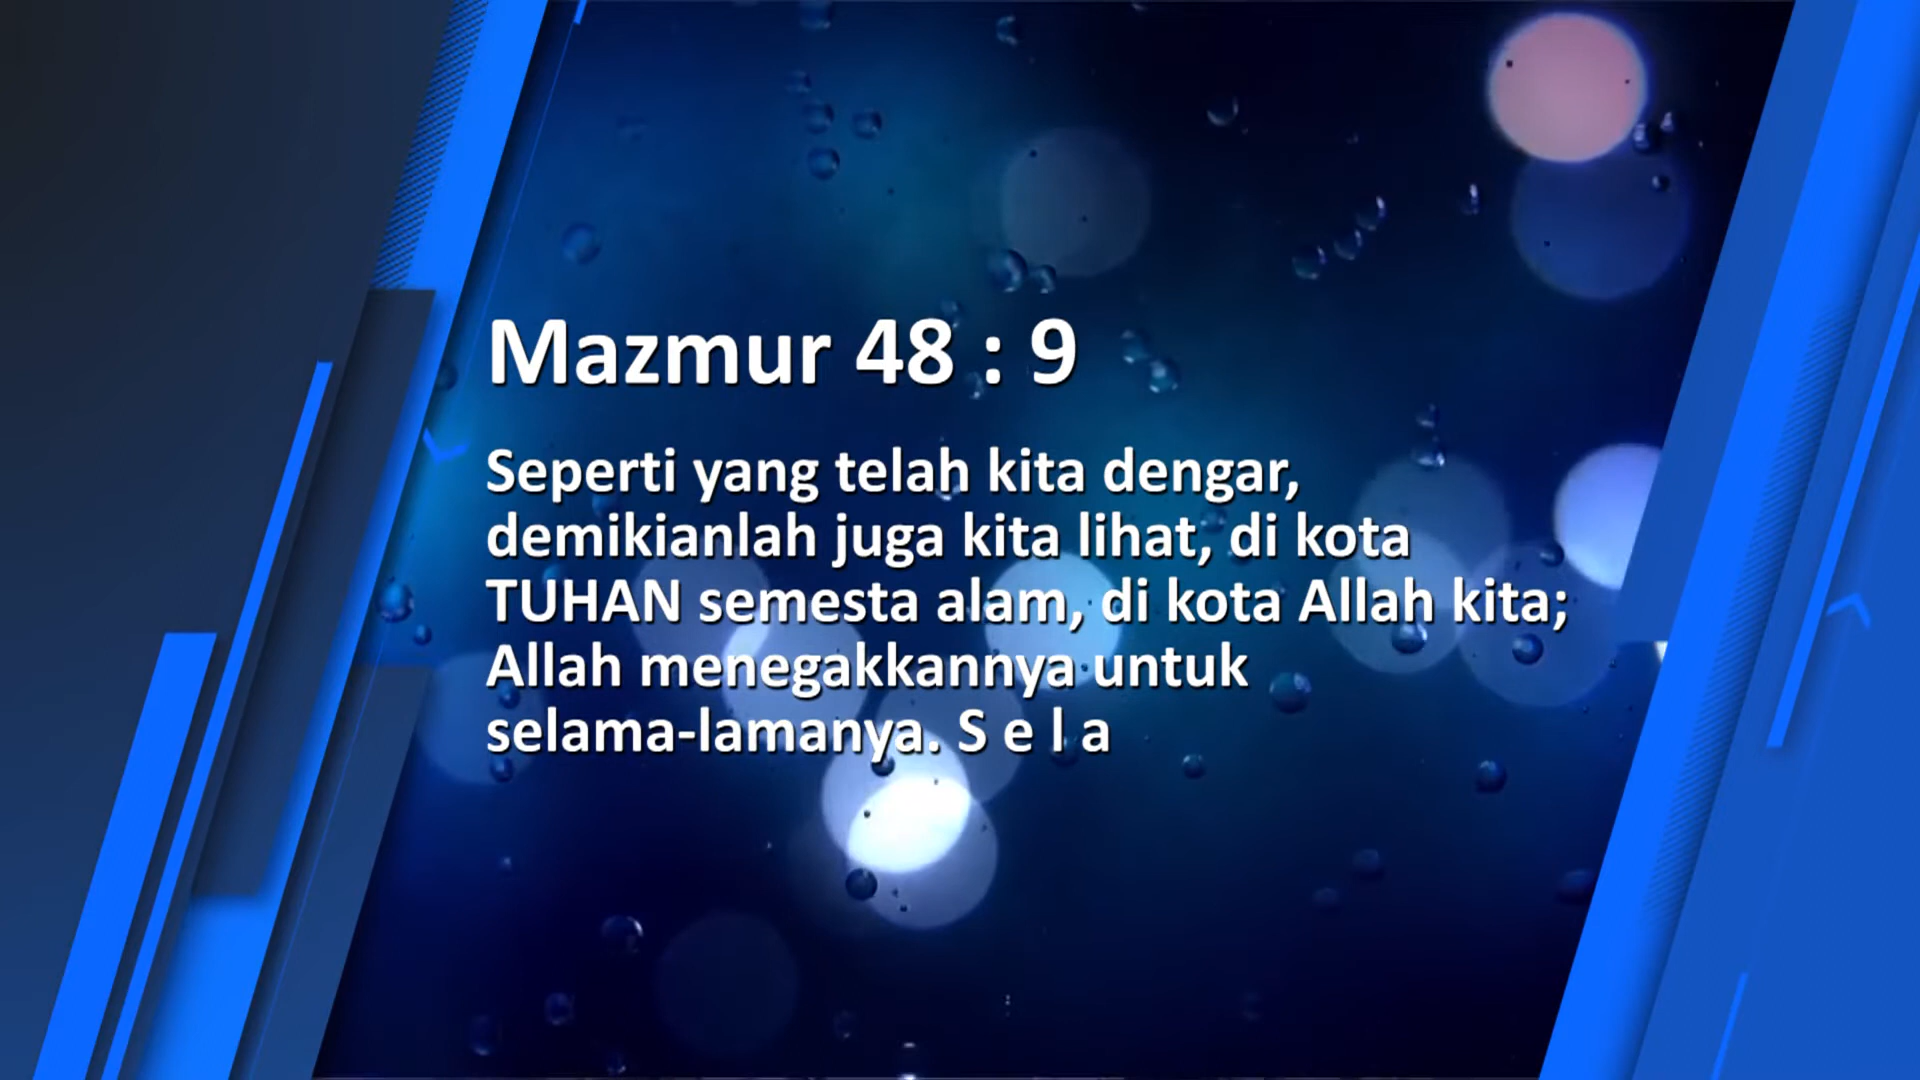 Mazmur 48 : 9
Seperti yang telah kita dengar,
demikianlah juga kita lihat, di kota
TUHAN semesta alam, di kota Allah kita;
Allah menegakkannya untuk
selama-lamanya. S e l a